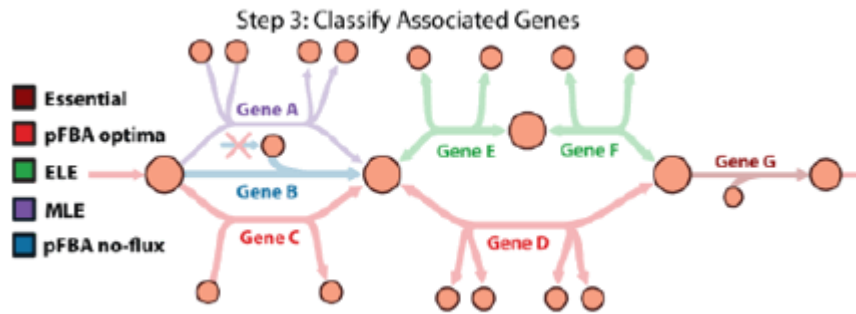 Step 3: Classify Associated Genes
Essential
pFBA optima
ELE
MLE
pFBA no-flux
Gene A
Gene B
Gene C
Gene E
Gene F
Gene D
Gene G